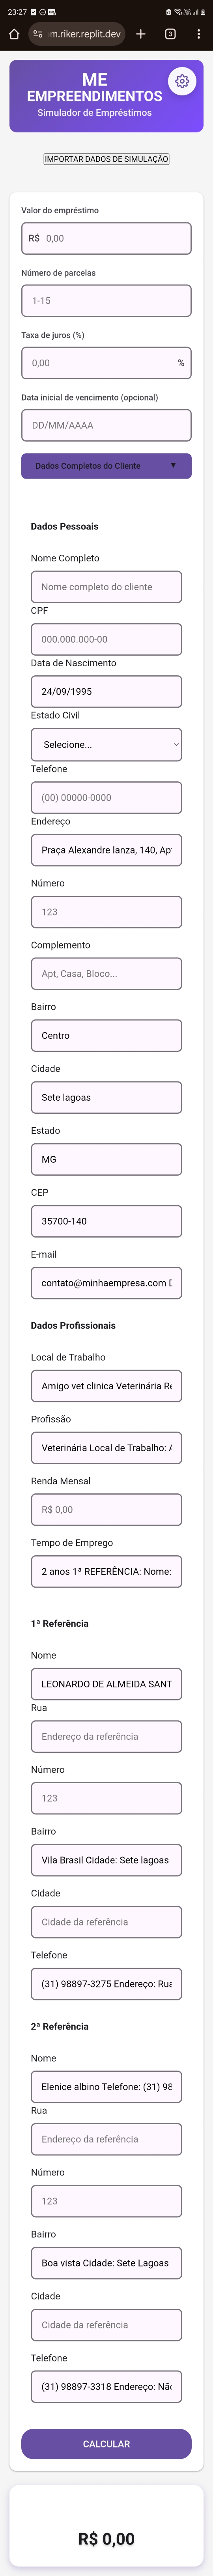 23:27
m.riker.replit.dev
3
ME
EMPREENDIMENTOS
Simulador de Empréstimos
IMPORTAR DADOS DE SIMULAÇÃO
Valor do empréstimo
R$ 0,00
Número de parcelas
1-15
Taxa de juros (%)
0,00 %
Data inicial de vencimento (opcional)
DD/MM/AAAA
Dados Completos do Cliente ▼
Dados Pessoais
Nome Completo
Nome completo do cliente
CPF
000.000.000-00
Data de Nascimento
24/09/1995
Estado Civil
Selecione...
Telefone
(00) 00000-0000
Endereço
Praça Alexandre lanza, 140, Ap
Número
123
Complemento
Apt, Casa, Bloco...
Bairro
Centro
Cidade
Sete lagoas
Estado
MG
CEP
35700-140
E-mail
contato@minhaempresa.com D
Dados Profissionais
Local de Trabalho
Amigo vet clinica Veterinária Re
Profissão
Veterinária Local de Trabalho: A
Renda Mensal
R$ 0,00
Tempo de Emprego
2 anos 1ª REFERÊNCIA: Nome:
1ª Referência
Nome
LEONARDO DE ALMEIDA SANT
Rua
Endereço da referência
Número
123
Bairro
Vila Brasil Cidade: Sete lagoas
Cidade
Cidade da referência
Telefone
(31) 98897-3275 Endereço: Rua
2ª Referência
Nome
Elenice albino Telefone: (31) 98
Rua
Endereço da referência
Número
123
Bairro
Boa vista Cidade: Sete Lagoas
Cidade
Cidade da referência
Telefone
(31) 98897-3318 Endereço: Não
CALCULAR
R$ 0,00